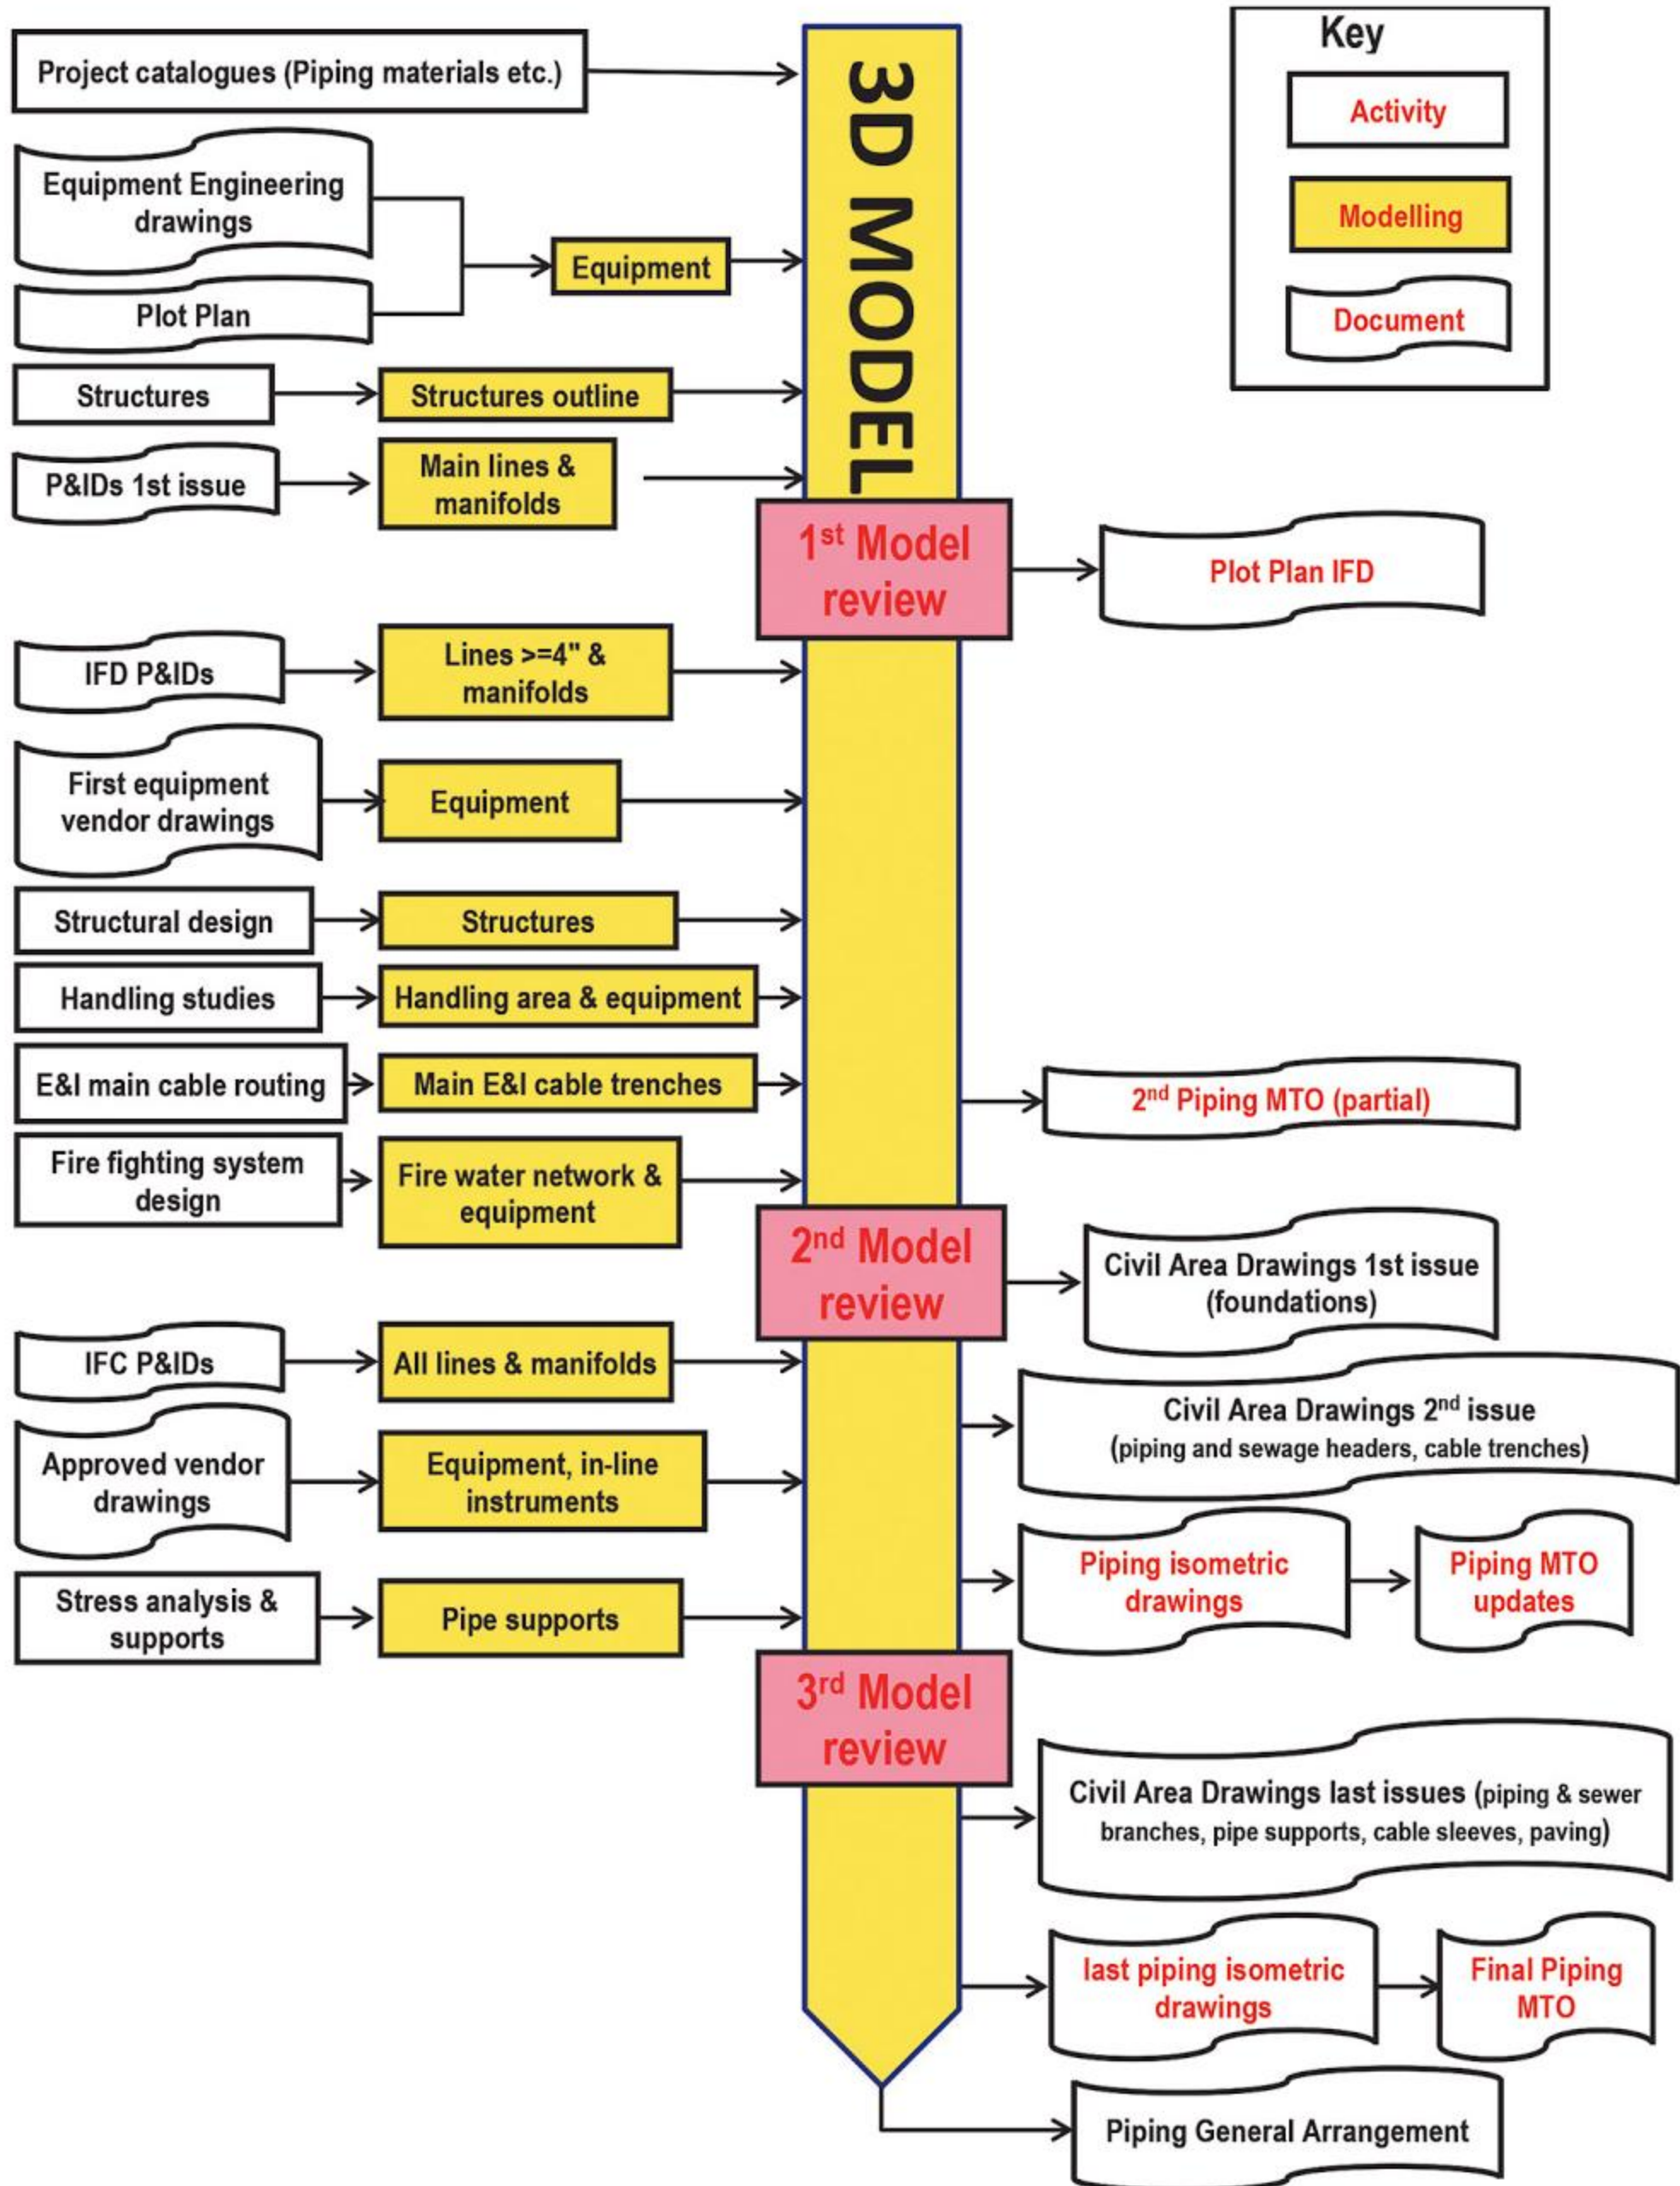 Project catalogues (Piping materials etc.)
Equipment Engineering
drawings
Plot Plan
Equipment
Structures
Structures outline
P&IDs 1st issue
Main lines &
manifolds
3D MODEL
Key
Activity
Modelling
Document
1st Model
review
Plot Plan IFD
IFD P&IDs
Lines >=4" &
manifolds
First equipment
vendor drawings
Equipment
Structural design
Structures
Handling studies
Handling area & equipment
E&I main cable routing
Main E&I cable trenches
2nd Piping MTO (partial)
Fire fighting system
design
Fire water network &
equipment
2nd Model
review
Civil Area Drawings 1st issue
(foundations)
IFC P&IDs
All lines & manifolds
Civil Area Drawings 2nd issue
(piping and sewage headers, cable trenches)
Approved vendor
drawings
Equipment, in-line
instruments
Piping isometric
drawings
Piping MTO
updates
Stress analysis &
supports
Pipe supports
3rd Model
review
Civil Area Drawings last issues (piping & sewer
branches, pipe supports, cable sleeves, paving)
last piping isometric
drawings
Final Piping
MTO
Piping General Arrangement